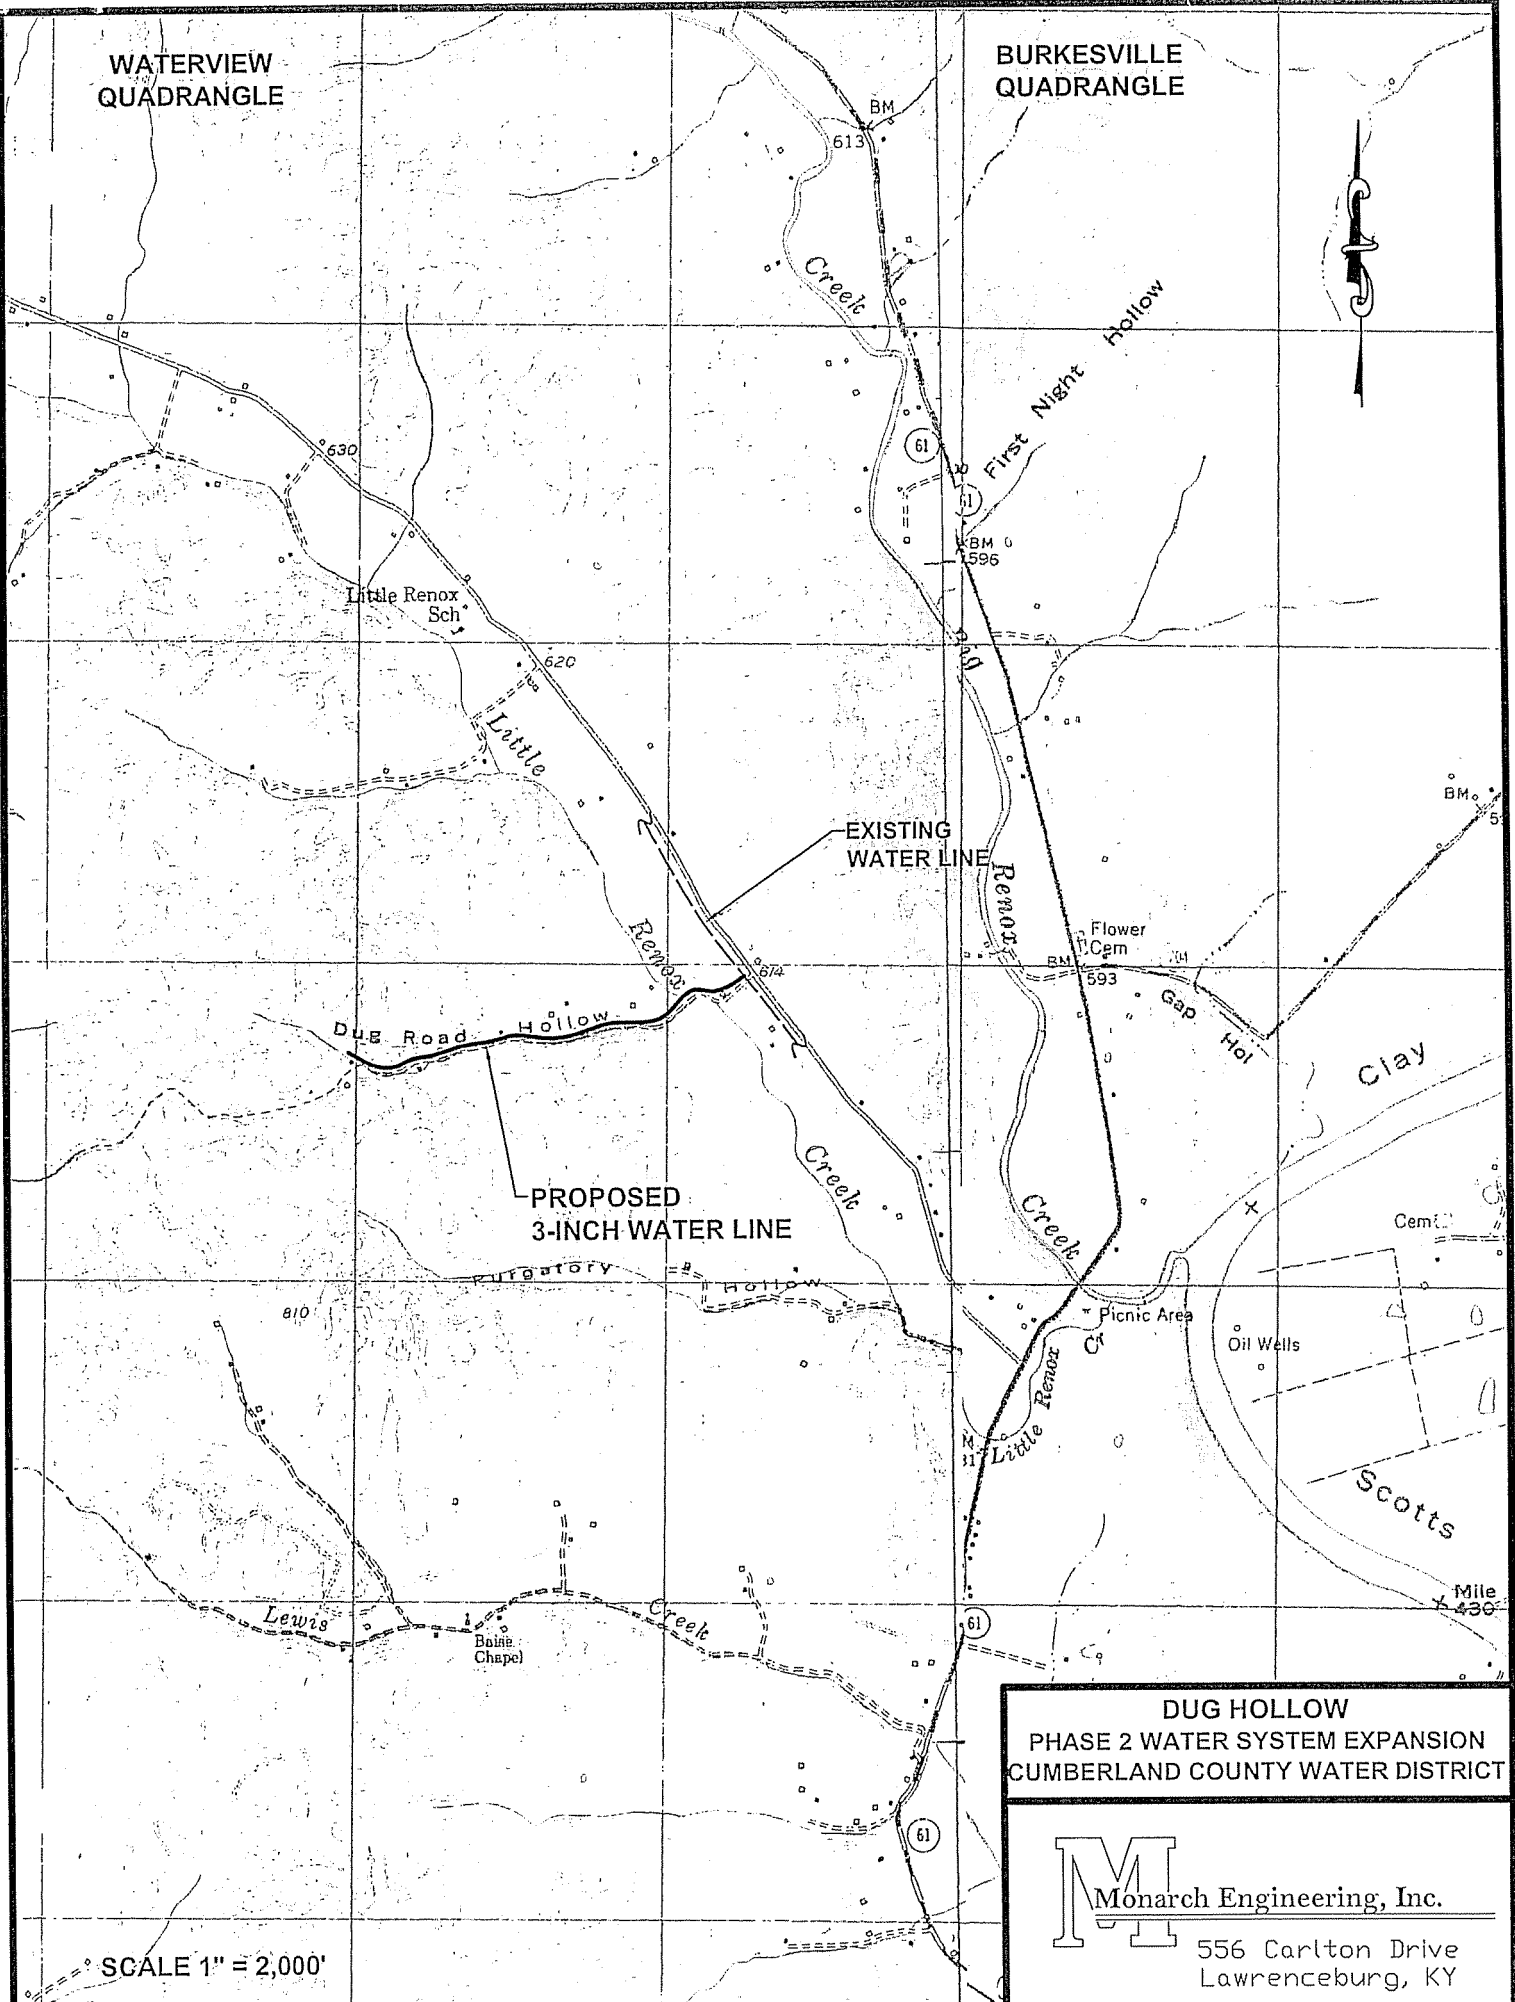 WATERVIEW
QUADRANGLE
BURKESVILLE
QUADRANGLE
BM
613
Creek
First Night Hollow
61
61
BM
596
630
Little Renox
Sch
620
Little
EXISTING
WATER LINE
Renox
Renox
BM
Flower
Cem
BM
593
Gap
Hol
614
Dug Road Hollow
Clay
Creek
PROPOSED
3-INCH WATER LINE
Creek
Cem
Purgatory
Hollow
810
Picnic Area
Oil Wells
Little Renox Cr
Scotts
Mile
430
61
Lewis
Creek
Chapel
61
DUG HOLLOW
PHASE 2 WATER SYSTEM EXPANSION
CUMBERLAND COUNTY WATER DISTRICT
M
Monarch Engineering, Inc.
556 Carlton Drive
Lawrenceburg, KY
SCALE 1" = 2,000'